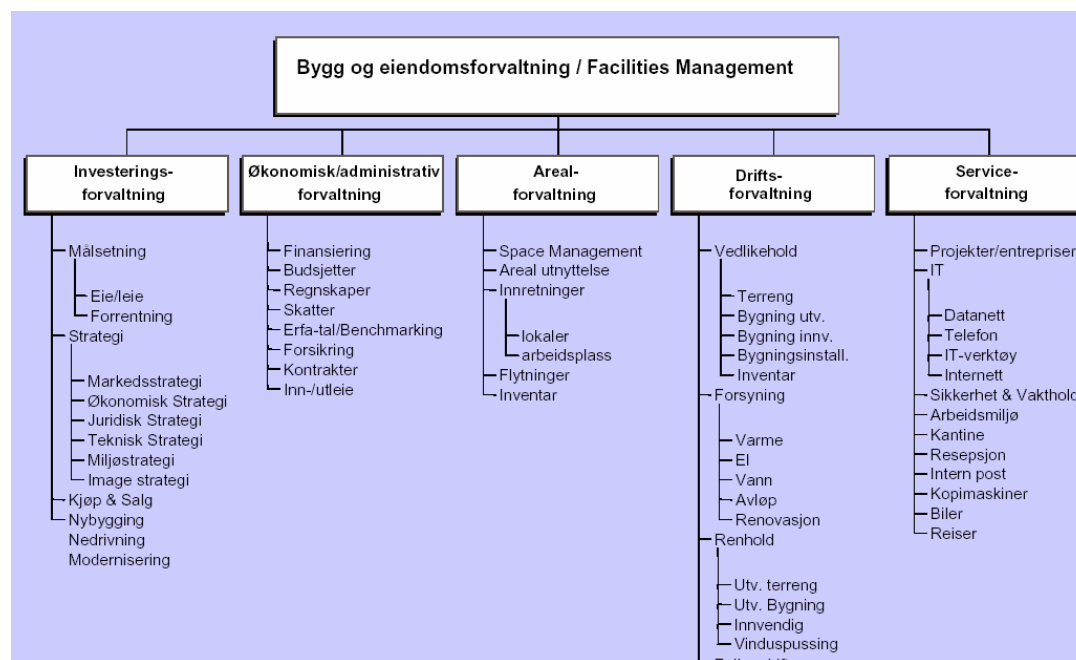 Bygg og eiendomsforvaltning / Facilities Management
Investerings-
forvaltning
Målsetning
Eie/leie
Forrentning
Strategi
Markedsstrategi
Økonomisk Strategi
Juridisk Strategi
Teknisk Strategi
Miljøstrategi
Image strategi
Kjøp & Salg
Nybygging
Nedrivning
Modernisering
Økonomisk/administrativ
forvaltning
Finansiering
Budsjetter
Regnskaper
Skatter
Erfa-tal/Benchmarking
Forsikring
Kontrakter
Inn-/utleie
Areal-
forvaltning
Space Management
Areal utnyttelse
Innretninger
lokaler
arbeidsplass
Flytninger
Inventar
Drifts-
forvaltning
Vedlikehold
Terreng
Bygning utv.
Bygning innv.
Bygningsinstall.
Inventar
Forsyning
Varme
El
Vann
Avløp
Renovasjon
Renhold
Utv. terreng
Utv. Bygning
Innvendig
Vinduspussing
Service-
forvaltning
Projekter/entrepriser
IT
Datanett
Telefon
IT-verktøy
Internett
Sikkerhet & Vakthold
Arbeidsmiljø
Kantine
Resepsjon
Intern post
Kopimaskiner
Biler
Reiser